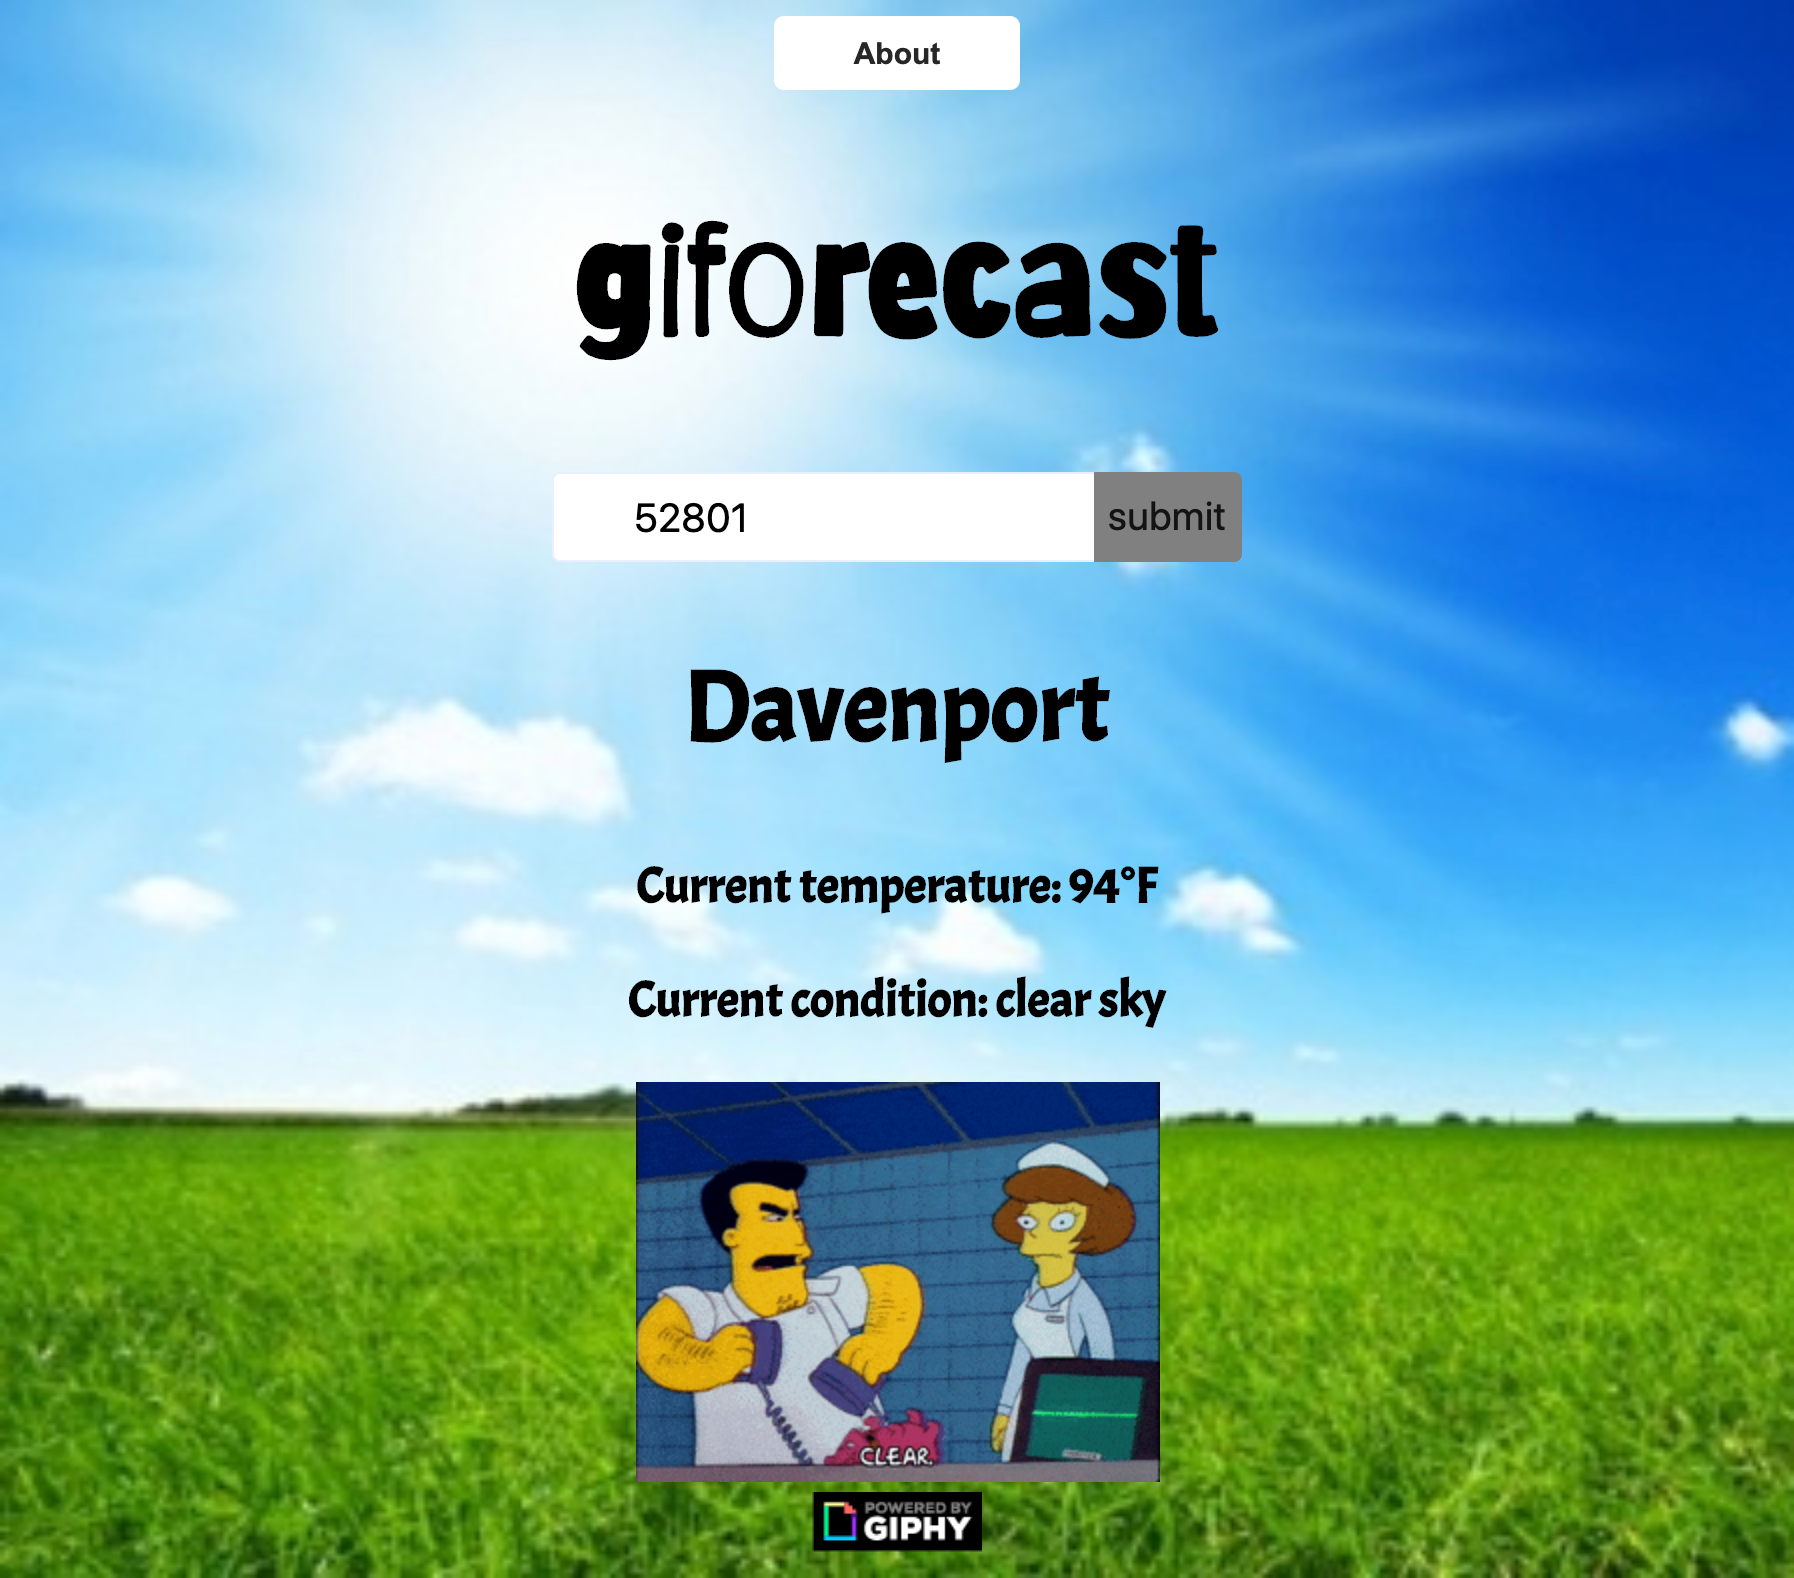 About
giforecast
52801
submit
Davenport
Current temperature: 94°F
Current condition: clear sky
CLEAR.
POWERED BY
GIPHY